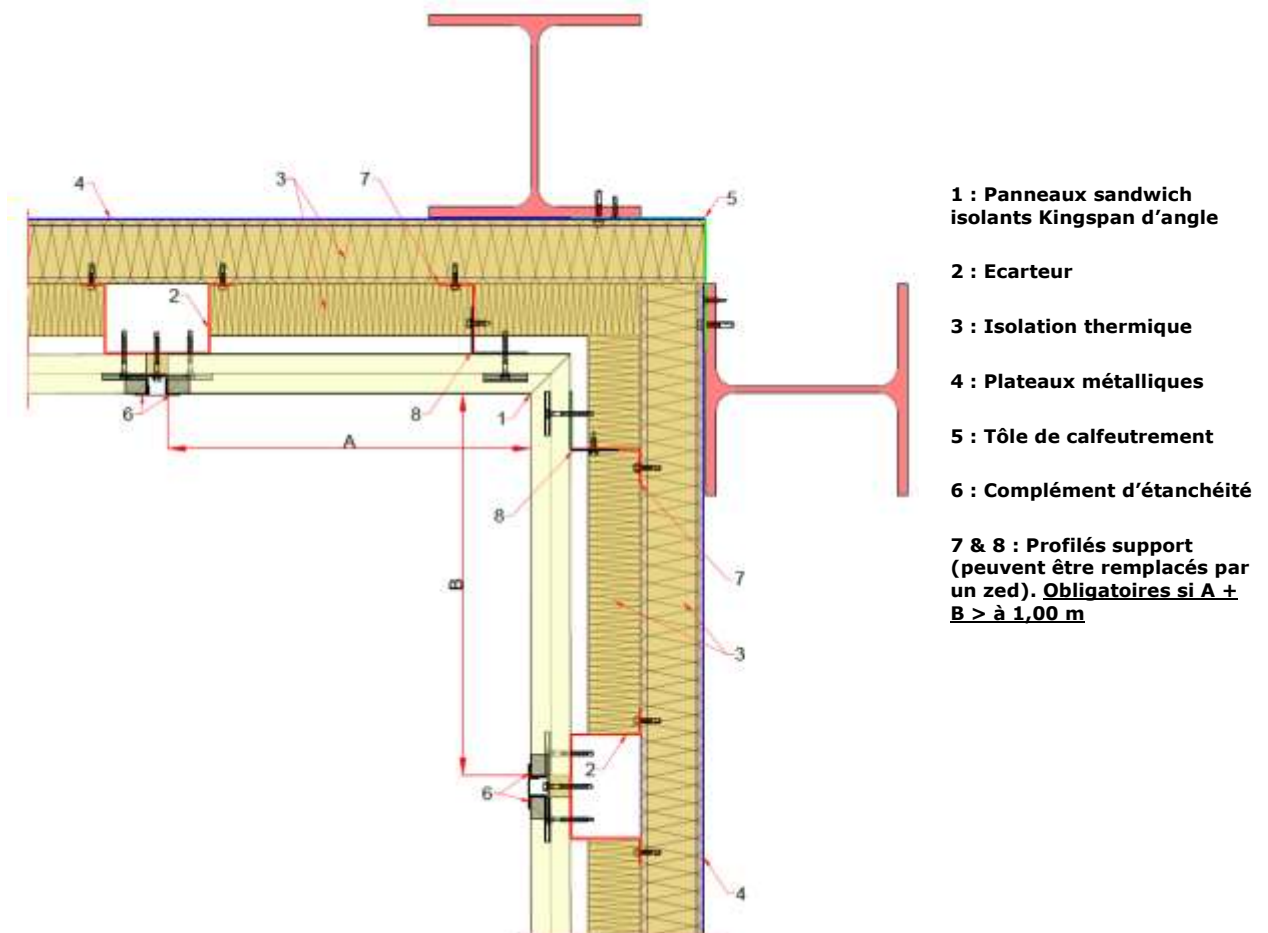 4
3
7
5
1 : Panneaux sandwich
isolants Kingspan d’angle
2 : Ecarteur
2
3 : Isolation thermique
4 : Plateaux métalliques
6
8
1
A
5 : Tôle de calfeutrement
6 : Complément d’étanchéité
8
7 & 8 : Profilés support
(peuvent être remplacés par
un zed). Obligatoires si A +
B > à 1,00 m
7
B
3
2
6
4